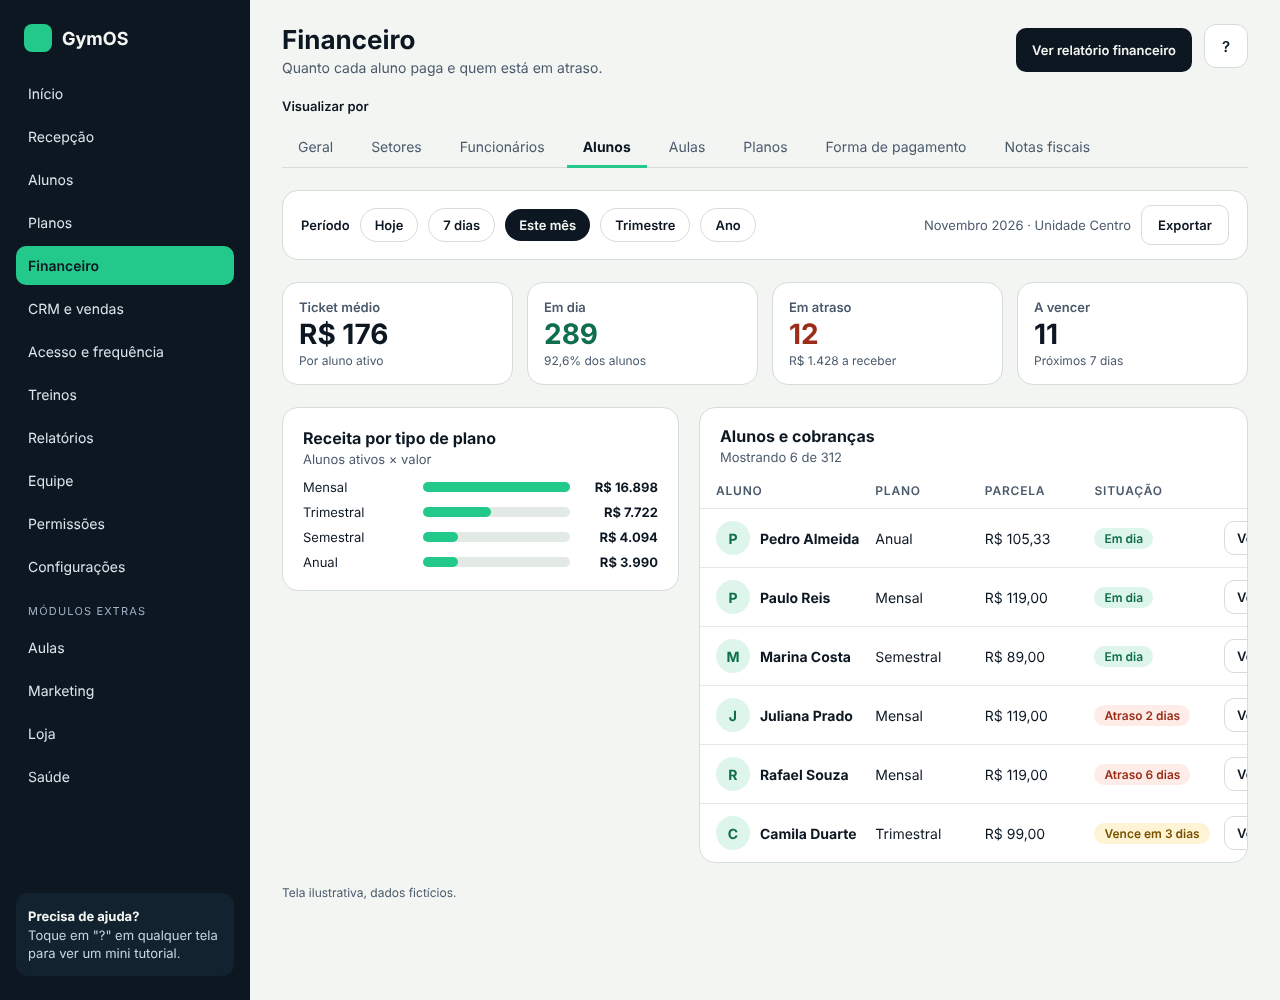 GymOS
Início
Recepção
Alunos
Planos
Financeiro
CRM e vendas
Acesso e frequência
Treinos
Relatórios
Equipe
Permissões
Configurações
MÓDULOS EXTRAS
Aulas
Marketing
Loja
Saúde
Precisa de ajuda?
Toque em "?" em qualquer tela
para ver um mini tutorial.
Financeiro
Quanto cada aluno paga e quem está em atraso.
Ver relatório financeiro
?
Visualizar por
Geral Setores Funcionários Alunos Aulas Planos Forma de pagamento Notas fiscais
Período Hoje 7 dias Este mês Trimestre Ano Novembro 2026 · Unidade Centro Exportar
Ticket médio
R$ 176
Por aluno ativo
Em dia
289
92,6% dos alunos
Em atraso
12
R$ 1.428 a receber
A vencer
11
Próximos 7 dias
Receita por tipo de plano
Alunos ativos × valor
Mensal R$ 16.898
Trimestral R$ 7.722
Semestral R$ 4.094
Anual R$ 3.990
Alunos e cobranças
Mostrando 6 de 312
ALUNO PLANO PARCELA SITUAÇÃO
P Pedro Almeida Anual R$ 105,33 Em dia
P Paulo Reis Mensal R$ 119,00 Em dia
M Marina Costa Semestral R$ 89,00 Em dia
J Juliana Prado Mensal R$ 119,00 Atraso 2 dias
R Rafael Souza Mensal R$ 119,00 Atraso 6 dias
C Camila Duarte Trimestral R$ 99,00 Vence em 3 dias
Tela ilustrativa, dados fictícios.